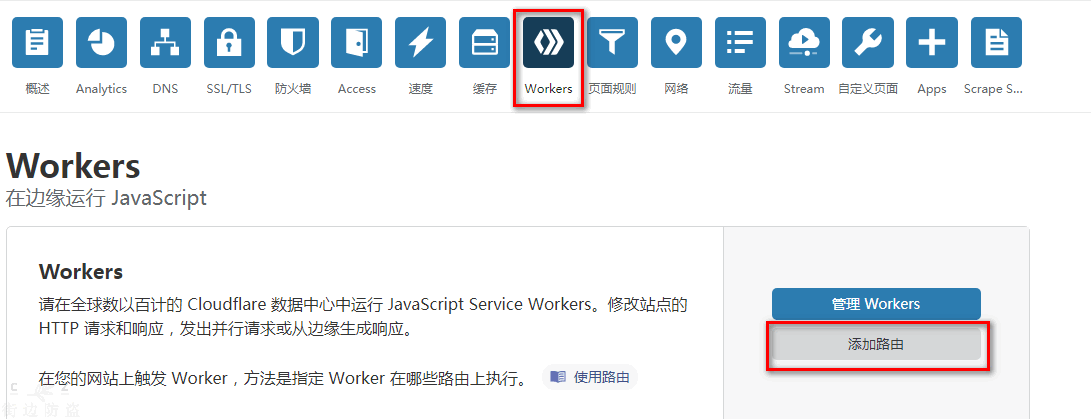 概述 Analytics DNS SSL/TLS 防火墙 Access 速度 缓存 Workers 页面规则 网络 流量 Stream 自定义页面 Apps Scrape S...
Workers
在边缘运行 JavaScript
Workers
请在全球数以百计的 Cloudflare 数据中心中运行 JavaScript Service Workers。修改站点的
HTTP 请求和响应，发出并行请求或从边缘生成响应。
管理 Workers
添加路由
在您的网站上触发 Worker，方法是指定 Worker 在哪些路由上执行。 使用路由
街边防盗